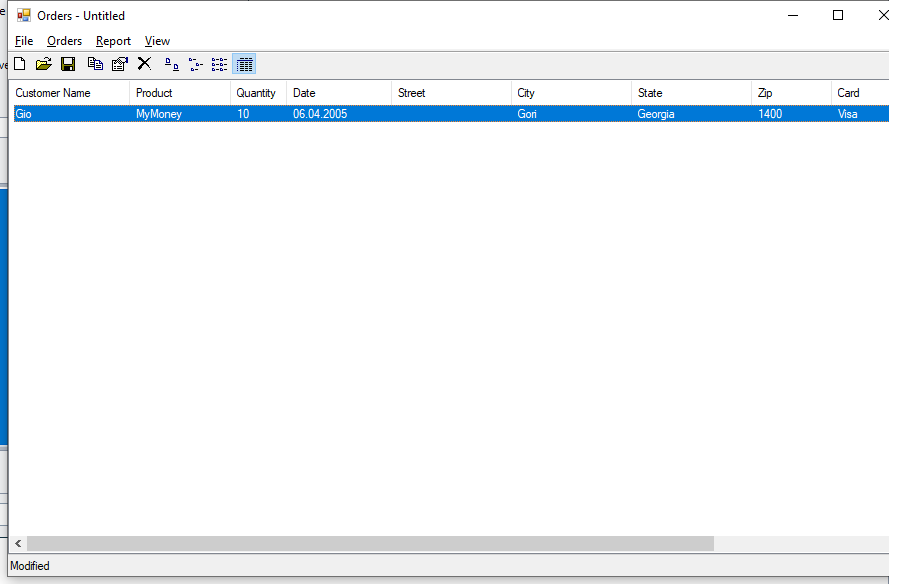 Orders - Untitled
File Orders Report View
Customer Name Product Quantity Date Street City State Zip Card
Gio MyMoney 10 06.04.2005 Gori Georgia 1400 Visa
Modified